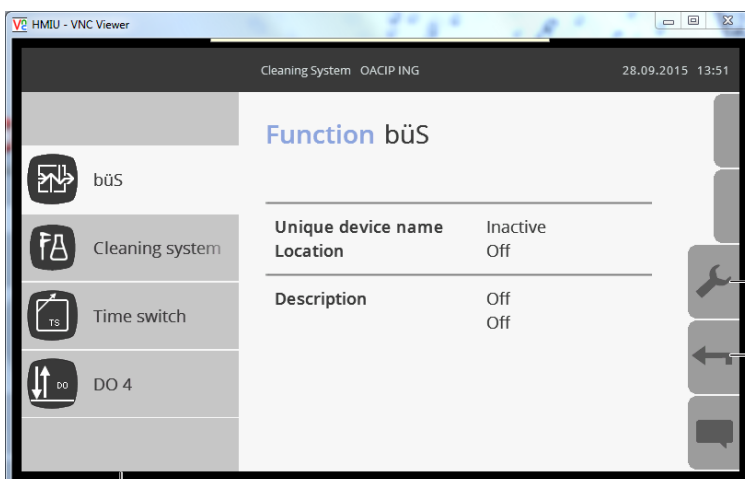 HMIU - VNC Viewer
Cleaning System OACIP ING 28.09.2015 13:51
Function büS
büS
Unique device name Inactive
Location Off
Cleaning system
Description Off
Off
TS Time switch
DO DO 4